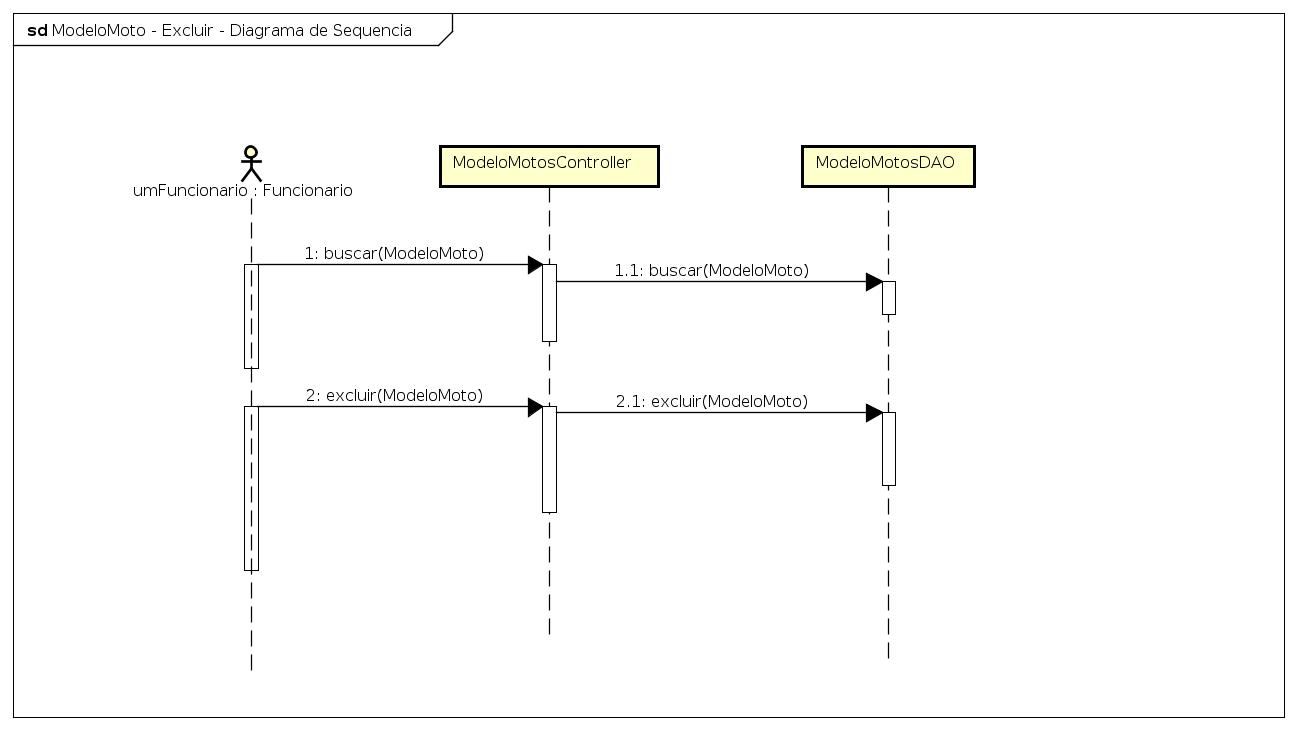 sd ModeloMoto - Excluir - Diagrama de Sequencia
umFuncionario : Funcionario
ModeloMotosController
ModeloMotosDAO
1: buscar(ModeloMoto)
1.1: buscar(ModeloMoto)
2: excluir(ModeloMoto)
2.1: excluir(ModeloMoto)